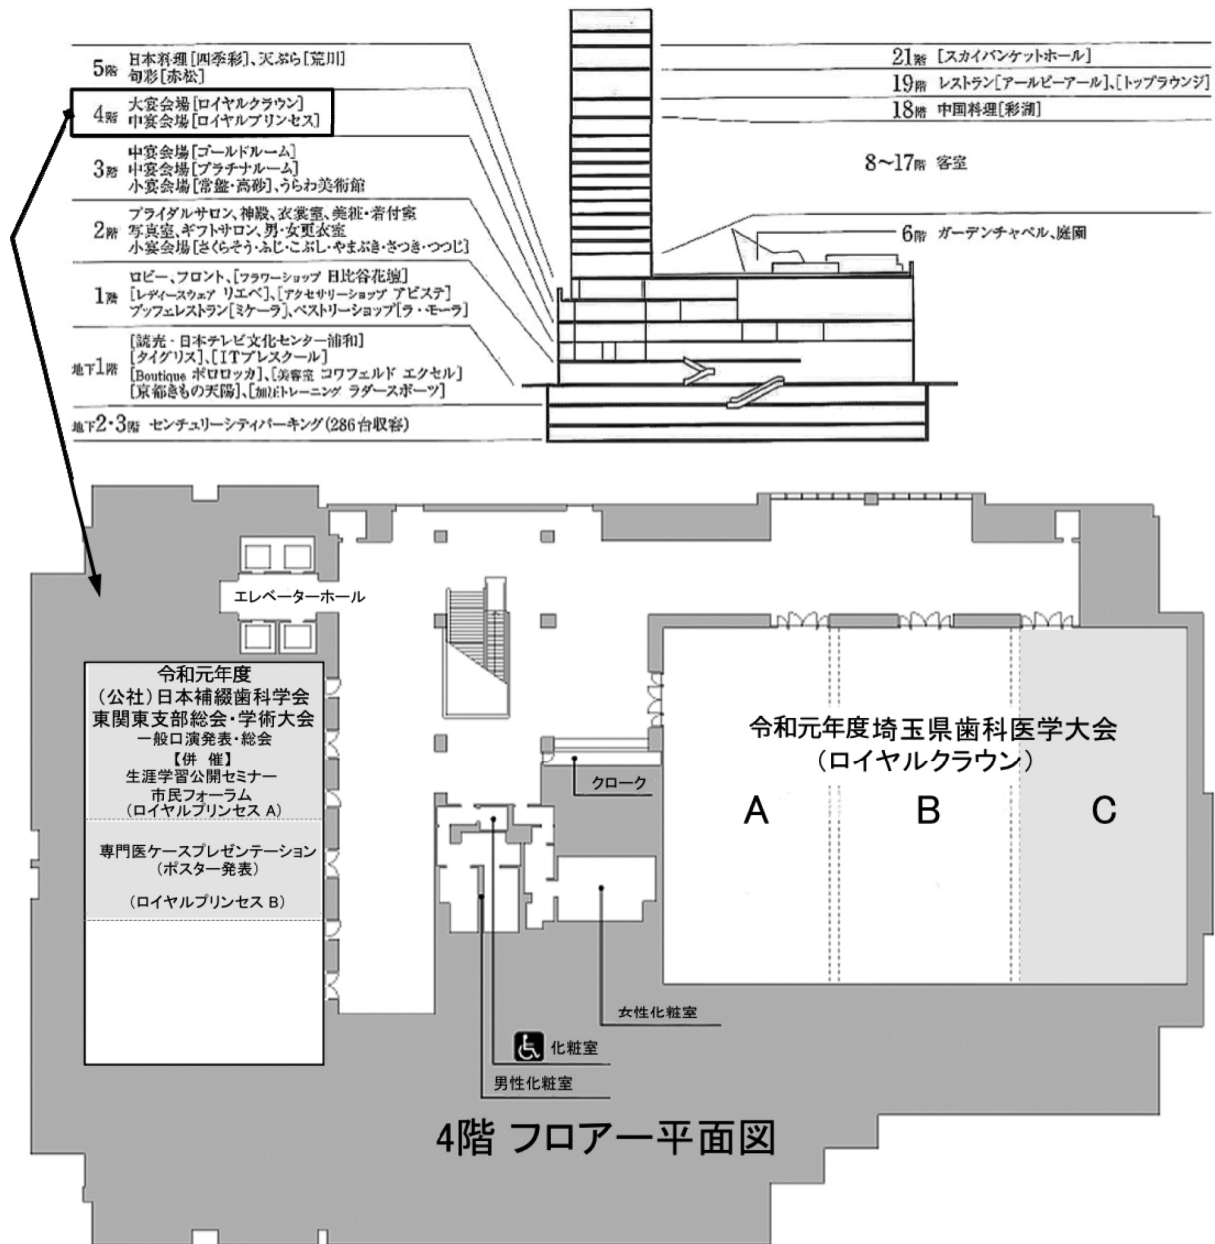 5階 日本料理[四季彩]、天ぷら[荒川]
旬彩[赤松]
4階 大宴会場[ロイヤルクラウン]
中宴会場[ロイヤルプリンセス]
3階 中宴会場[ゴールドルーム]
中宴会場[プラチナルーム]
小宴会場[常盤・高砂]、うらわ美術館
2階 ブライダルサロン、神殿、衣裳室、美粧・着付室
写真室、ギフトサロン、男・女更衣室
小宴会場[さくらそう・ふじ・こぶし・やまぶき・さつき・つつじ]
1階 ロビー、フロント、[フラワーショップ 日比谷花壇]
[レディースウェア リエベ]、[アクセサリーショップ アビステ]
ブッフェレストラン[ミケーラ]、ペストリーショップ[ラ・モーラ]
地下1階 [読売・日本テレビ文化センター浦和]
[タイグリス]、[ITプレスクール]
[Boutique ポロロッカ]、[美容室 コワフェルド エクセル]
[京都きもの天陽]、[加圧トレーニング ラダースポーツ]
地下2・3階 センチュリーシティパーキング(286台収容)
21階 [スカイバンケットホール]
19階 レストラン[アールピーアール]、[トップラウンジ]
18階 中国料理[彩湖]
8〜17階 客室
6階 ガーデンチャペル、庭園
エレベーターホール
令和元年度
(公社)日本補綴歯科学会
東関東支部総会・学術大会
一般口演発表・総会
【併 催】
生涯学習公開セミナー
市民フォーラム
(ロイヤルプリンセス A)
専門医ケースプレゼンテーション
(ポスター発表)
(ロイヤルプリンセス B)
クローク
令和元年度埼玉県歯科医学大会
(ロイヤルクラウン)
A B C
女性化粧室
化粧室
男性化粧室
4階 フロアー平面図